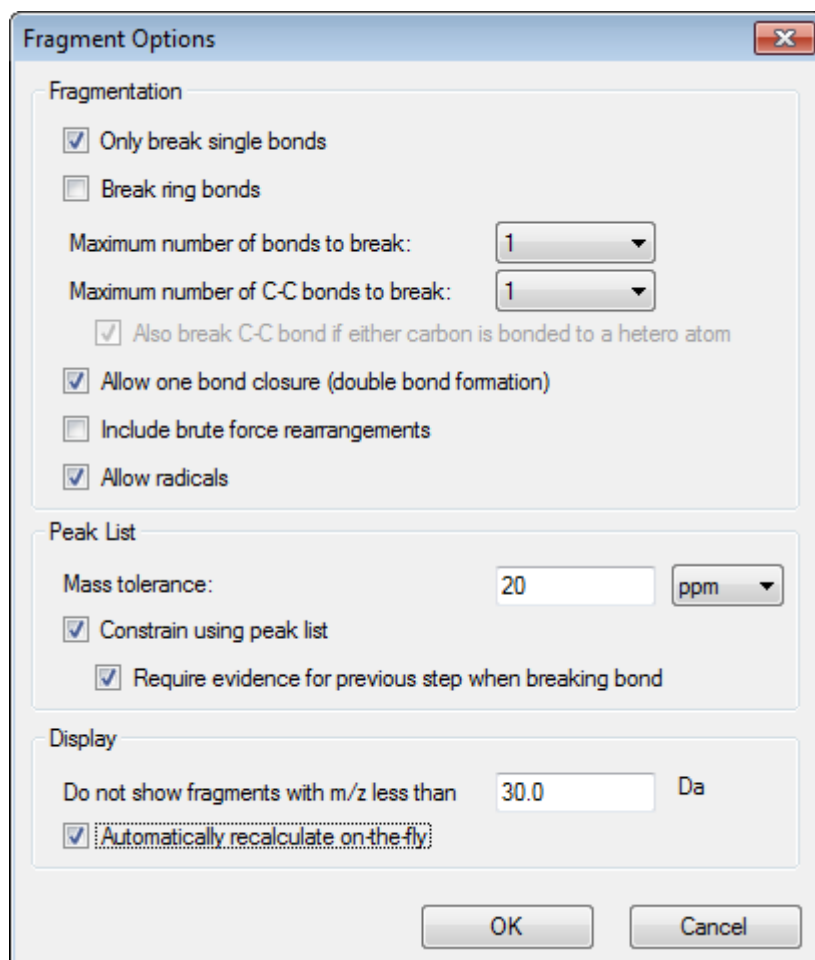 Fragment Options
Fragmentation
Only break single bonds
Break ring bonds
Maximum number of bonds to break: 1
Maximum number of C-C bonds to break: 1
Also break C-C bond if either carbon is bonded to a hetero atom
Allow one bond closure (double bond formation)
Include brute force rearrangements
Allow radicals
Peak List
Mass tolerance: 20 ppm
Constrain using peak list
Require evidence for previous step when breaking bond
Display
Do not show fragments with m/z less than 30.0 Da
Automatically recalculate on-the-fly
OK Cancel